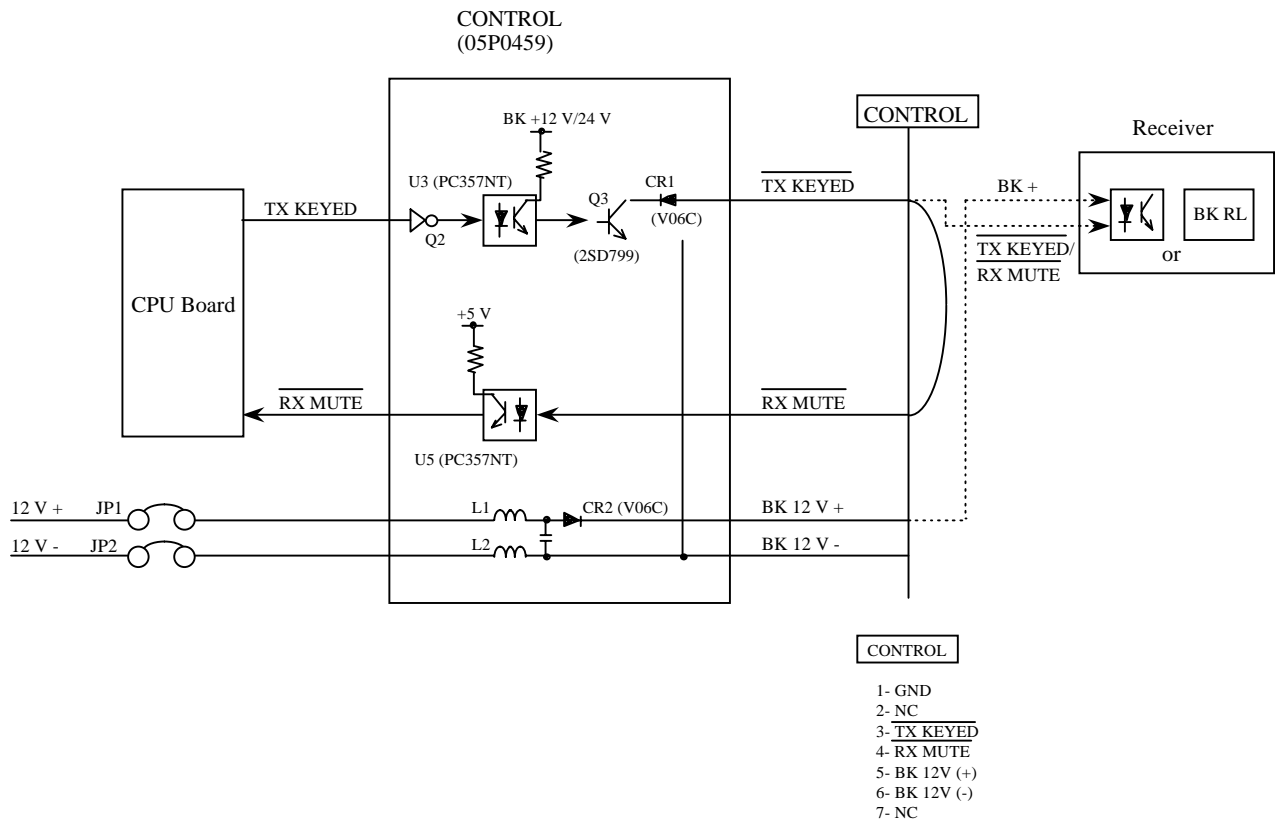 CONTROL
(05P0459)
CONTROL
Receiver
BK +12 V/24 V
U3 (PC357NT)
TX KEYED
Q2
Q3
(2SD799)
CR1
(V06C)
TX KEYED
BK +
BK RL
TX KEYED/
RX MUTE
or
CPU Board
+5 V
RX MUTE
RX MUTE
U5 (PC357NT)
12 V +
JP1
L1
CR2 (V06C)
BK 12 V +
12 V -
JP2
L2
BK 12 V -
CONTROL
1- GND
2- NC
3- TX KEYED
4- RX MUTE
5- BK 12V (+)
6- BK 12V (-)
7- NC